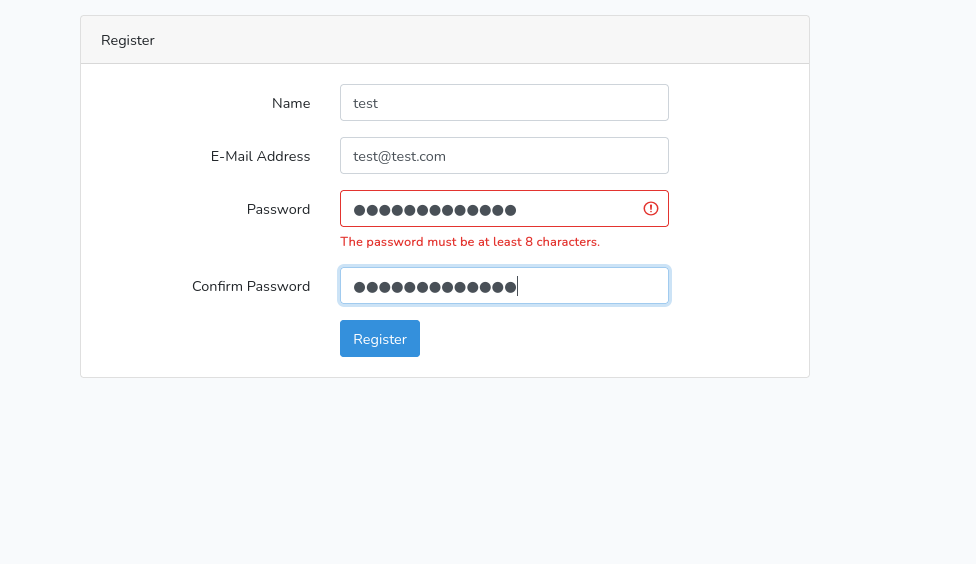 Register
Name test
E-Mail Address test@test.com
Password ●●●●●●●●●●●●●
The password must be at least 8 characters.
Confirm Password ●●●●●●●●●●●●●
Register